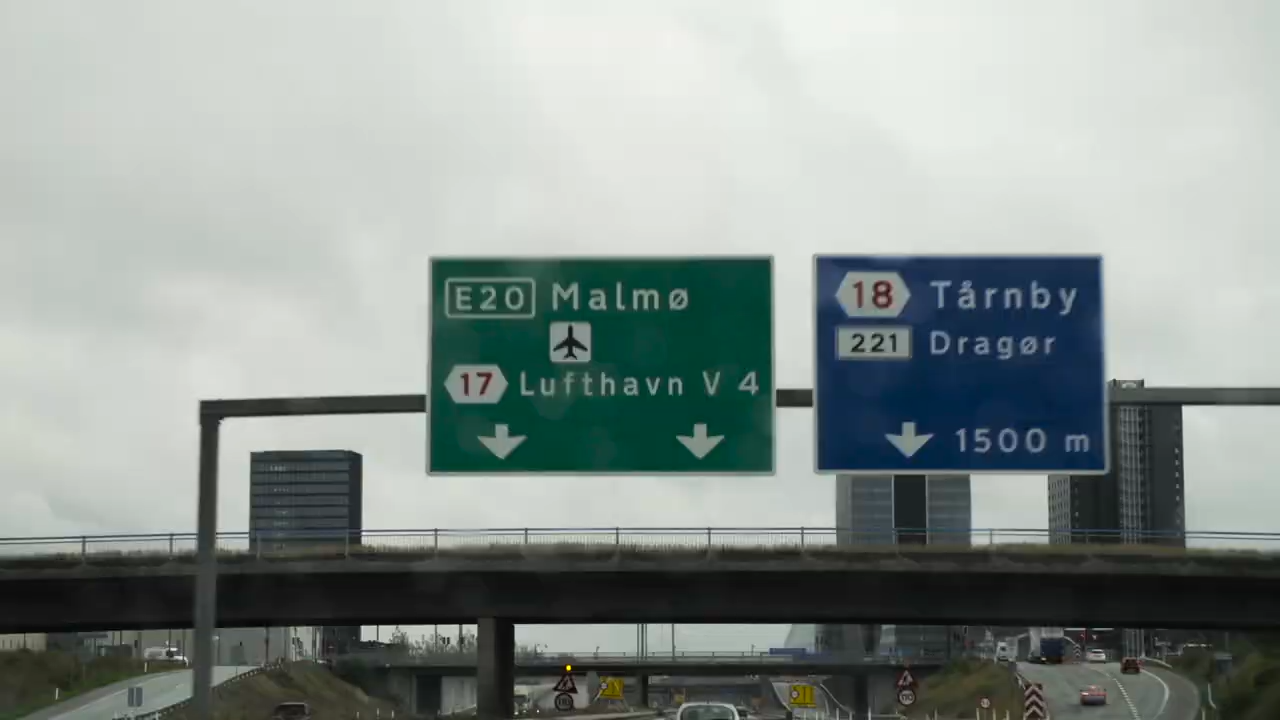 E20 Malmø
17 Lufthavn V 4
18 Tårnby
221 Dragør
1500 m